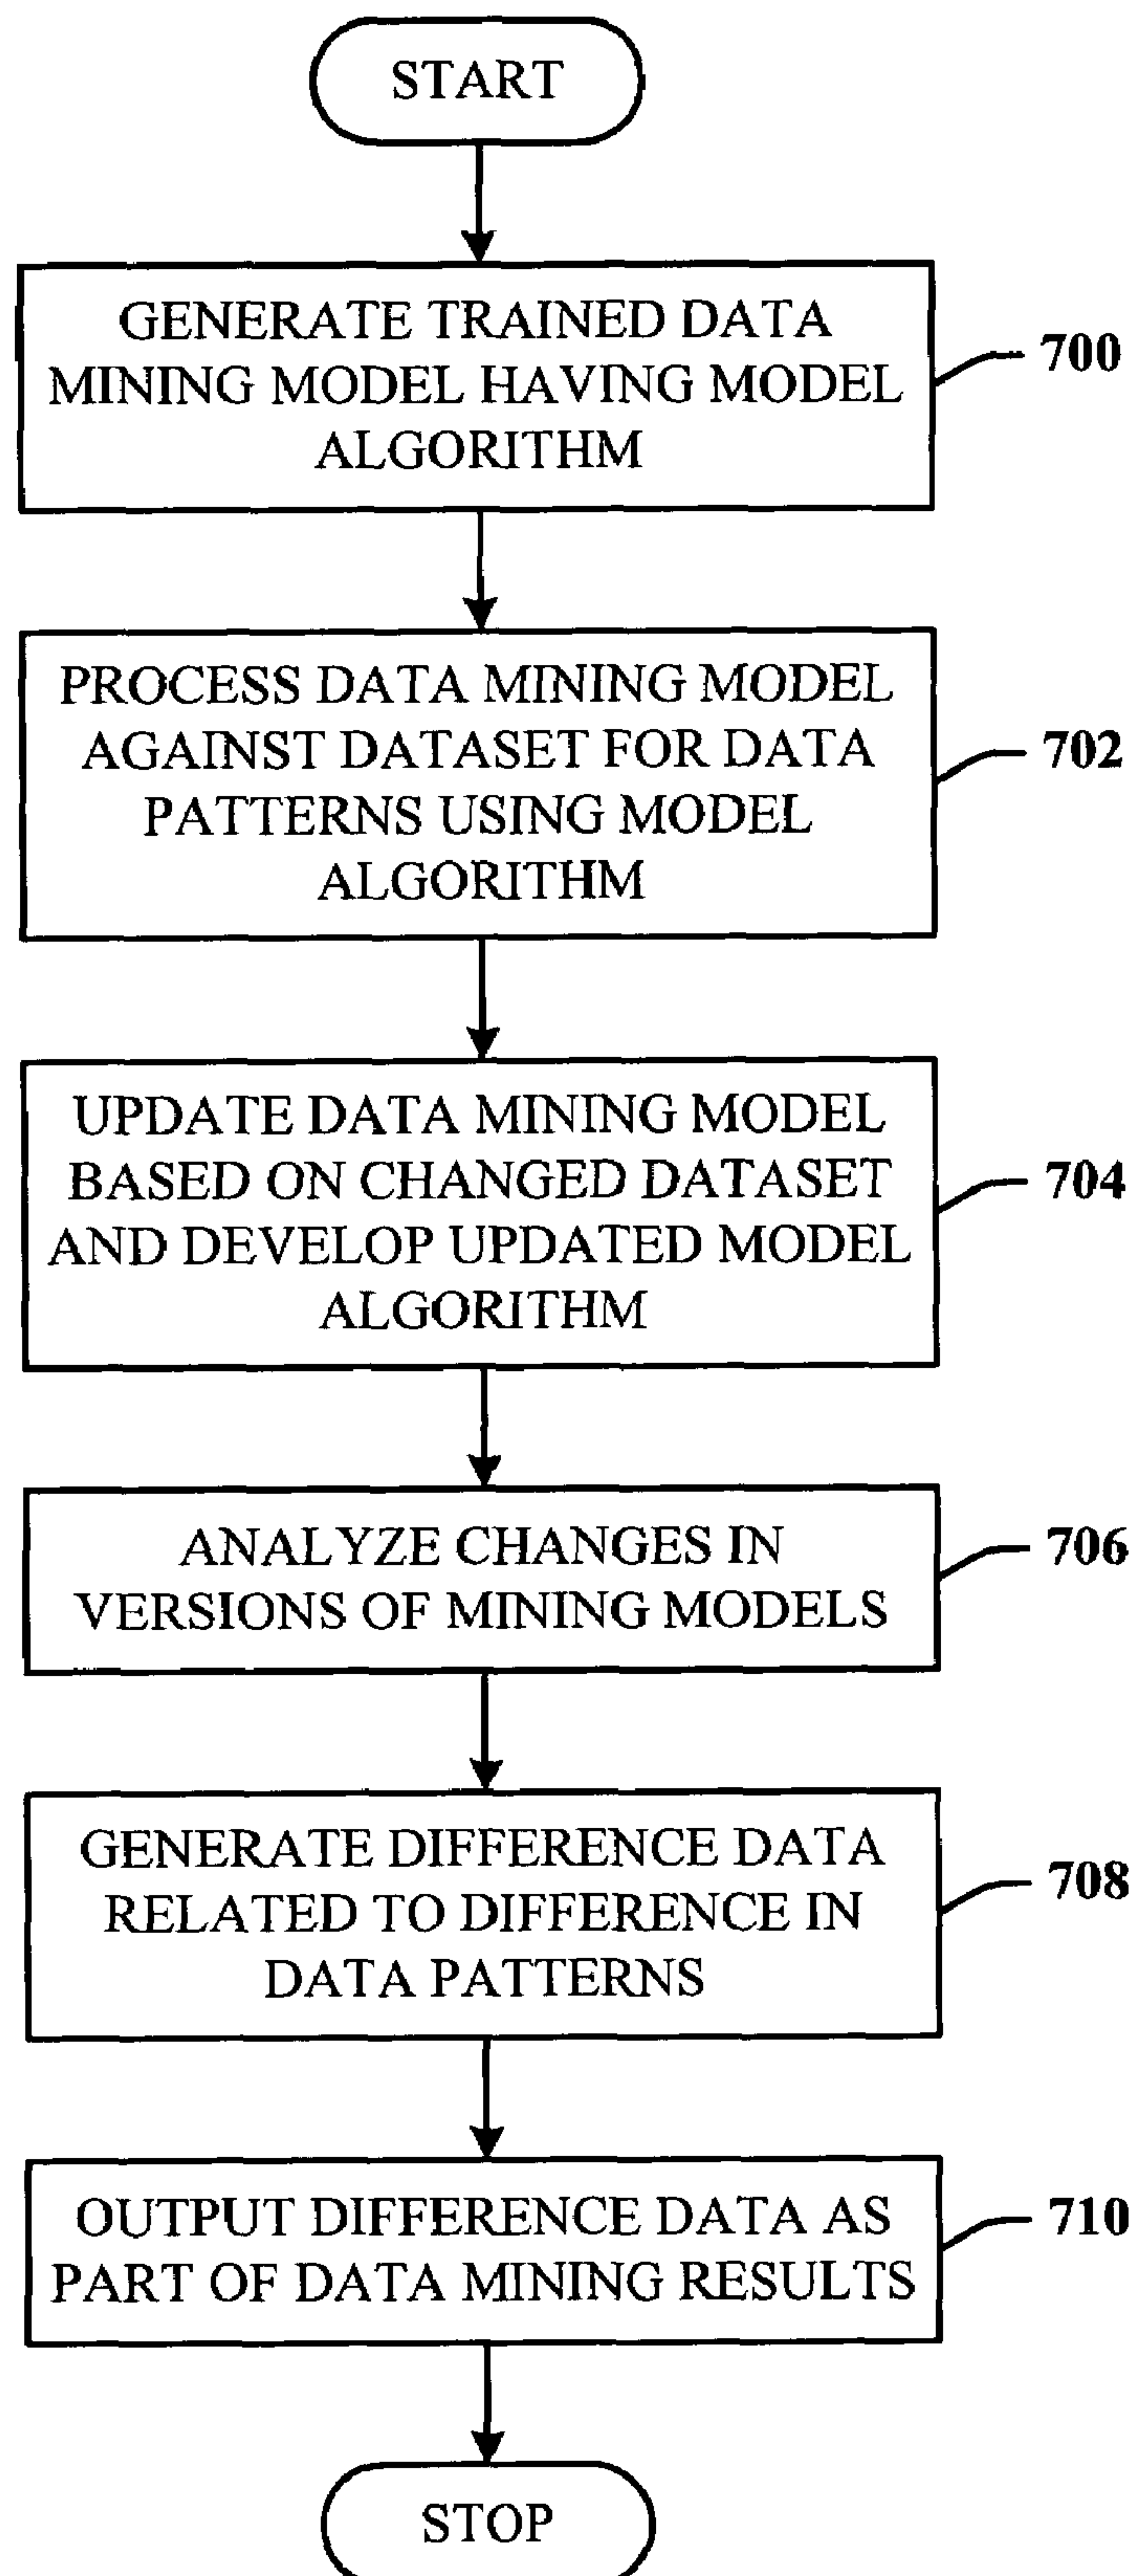 START
GENERATE TRAINED DATA
MINING MODEL HAVING MODEL
ALGORITHM
700
PROCESS DATA MINING MODEL
AGAINST DATASET FOR DATA
PATTERNS USING MODEL
ALGORITHM
702
UPDATE DATA MINING MODEL
BASED ON CHANGED DATASET
AND DEVELOP UPDATED MODEL
ALGORITHM
704
ANALYZE CHANGES IN
VERSIONS OF MINING MODELS
706
GENERATE DIFFERENCE DATA
RELATED TO DIFFERENCE IN
DATA PATTERNS
708
OUTPUT DIFFERENCE DATA AS
PART OF DATA MINING RESULTS
710
STOP